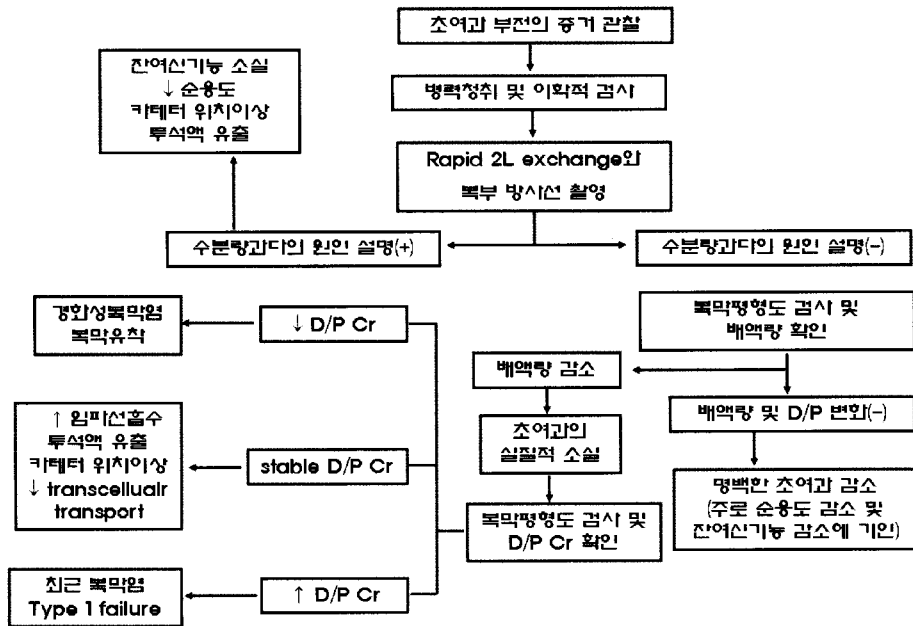 초여과 부전의 증거 관찰
잔여신기능 소실
↓ 순용도
카테터 위치이상
투석액 유출
병력청취 및 이학적 검사
Rapid 2L exchange와
복부 방사선 촬영
수분량과다의 원인 설명(+)
수분량과다의 원인 설명(-)
경화성복막염
복막유착
↓ D/P Cr
복막평형도 검사 및
배액량 확인
배액량 감소
배액량 및 D/P 변화(-)
↑ 임파선흡수
투석액 유출
카테터 위치이상
↓ transcellualr
transport
stable D/P Cr
초여과의
실질적 소실
명백한 초여과 감소
(주로 순용도 감소 및
잔여신기능 감소에 기인)
복막평형도 검사 및
D/P Cr 확인
최근 복막염
Type 1 failure
↑ D/P Cr